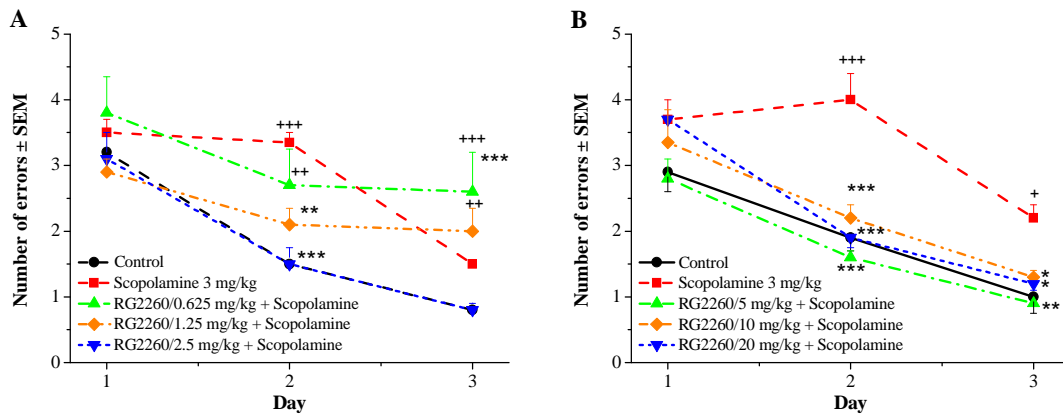 A
Number of errors ± SEM
5
4
3
2
1
0
+++
++
**
***
+++
***
++
Control
Scopolamine 3 mg/kg
RG2260/0.625 mg/kg + Scopolamine
RG2260/1.25 mg/kg + Scopolamine
RG2260/2.5 mg/kg + Scopolamine
1
2
3
Day
B
Number of errors ± SEM
5
4
3
2
1
0
+++
***
***
***
+
*
*
**
Control
Scopolamine 3 mg/kg
RG2260/5 mg/kg + Scopolamine
RG2260/10 mg/kg + Scopolamine
RG2260/20 mg/kg + Scopolamine
1
2
3
Day